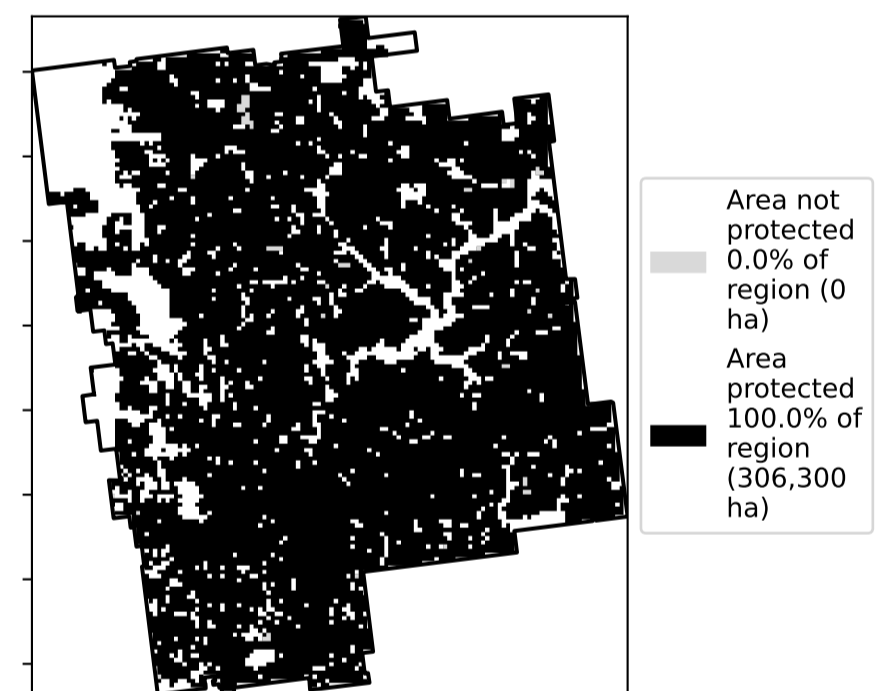 Area not
protected
0.0% of
region (0
ha)
Area
protected
100.0% of
region
(306,300
ha)